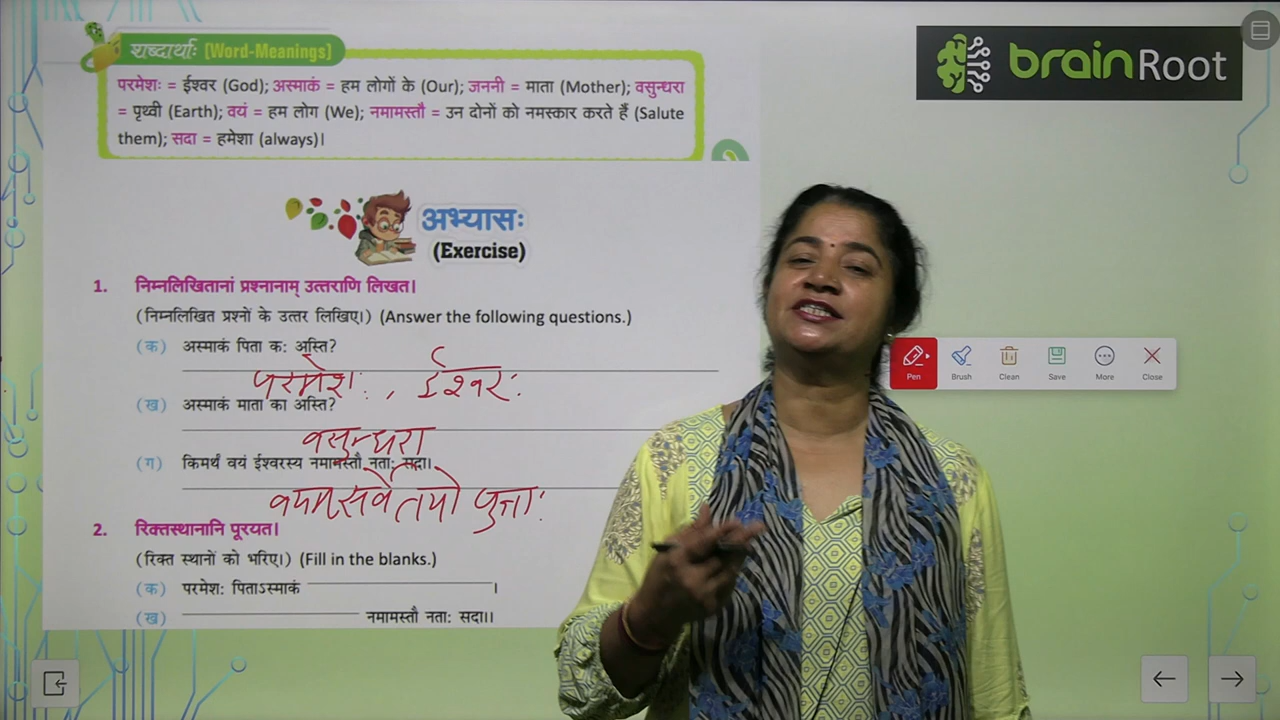 शब्दार्थाः [Word-Meanings]
brainRoot
परमेशः = ईश्वर (God); अस्माकं = हम लोगों के (Our); जननी = माता (Mother); वसुन्धरा
= पृथ्वी (Earth); वयं = हम लोग (We); नमामस्तौ = उन दोनों को नमस्कार करते हैं (Salute
them); सदा = हमेशा (always)।
अभ्यासः
(Exercise)
1. निम्नलिखितानां प्रश्नानाम् उत्तराणि लिखत।
(निम्नलिखित प्रश्नों के उत्तर लिखिए।) (Answer the following questions.)
(क) अस्माकं पिता कः अस्ति?
परमेशः, ईश्वरः
(ख) अस्माकं माता का अस्ति?
वसुन्धरा
(ग) किमर्थं वयं ईश्वरस्य नमामस्तौ नताः सदा।
वयम सर्वे तयो पुत्राः
2. रिक्तस्थानानि पूरयत।
(रिक्त स्थानों को भरिए।) (Fill in the blanks.)
(क) परमेशः पिताऽस्माकं ।
(ख) नमामस्तौ नताः सदा।।
Pen Brush Clean Save More Close